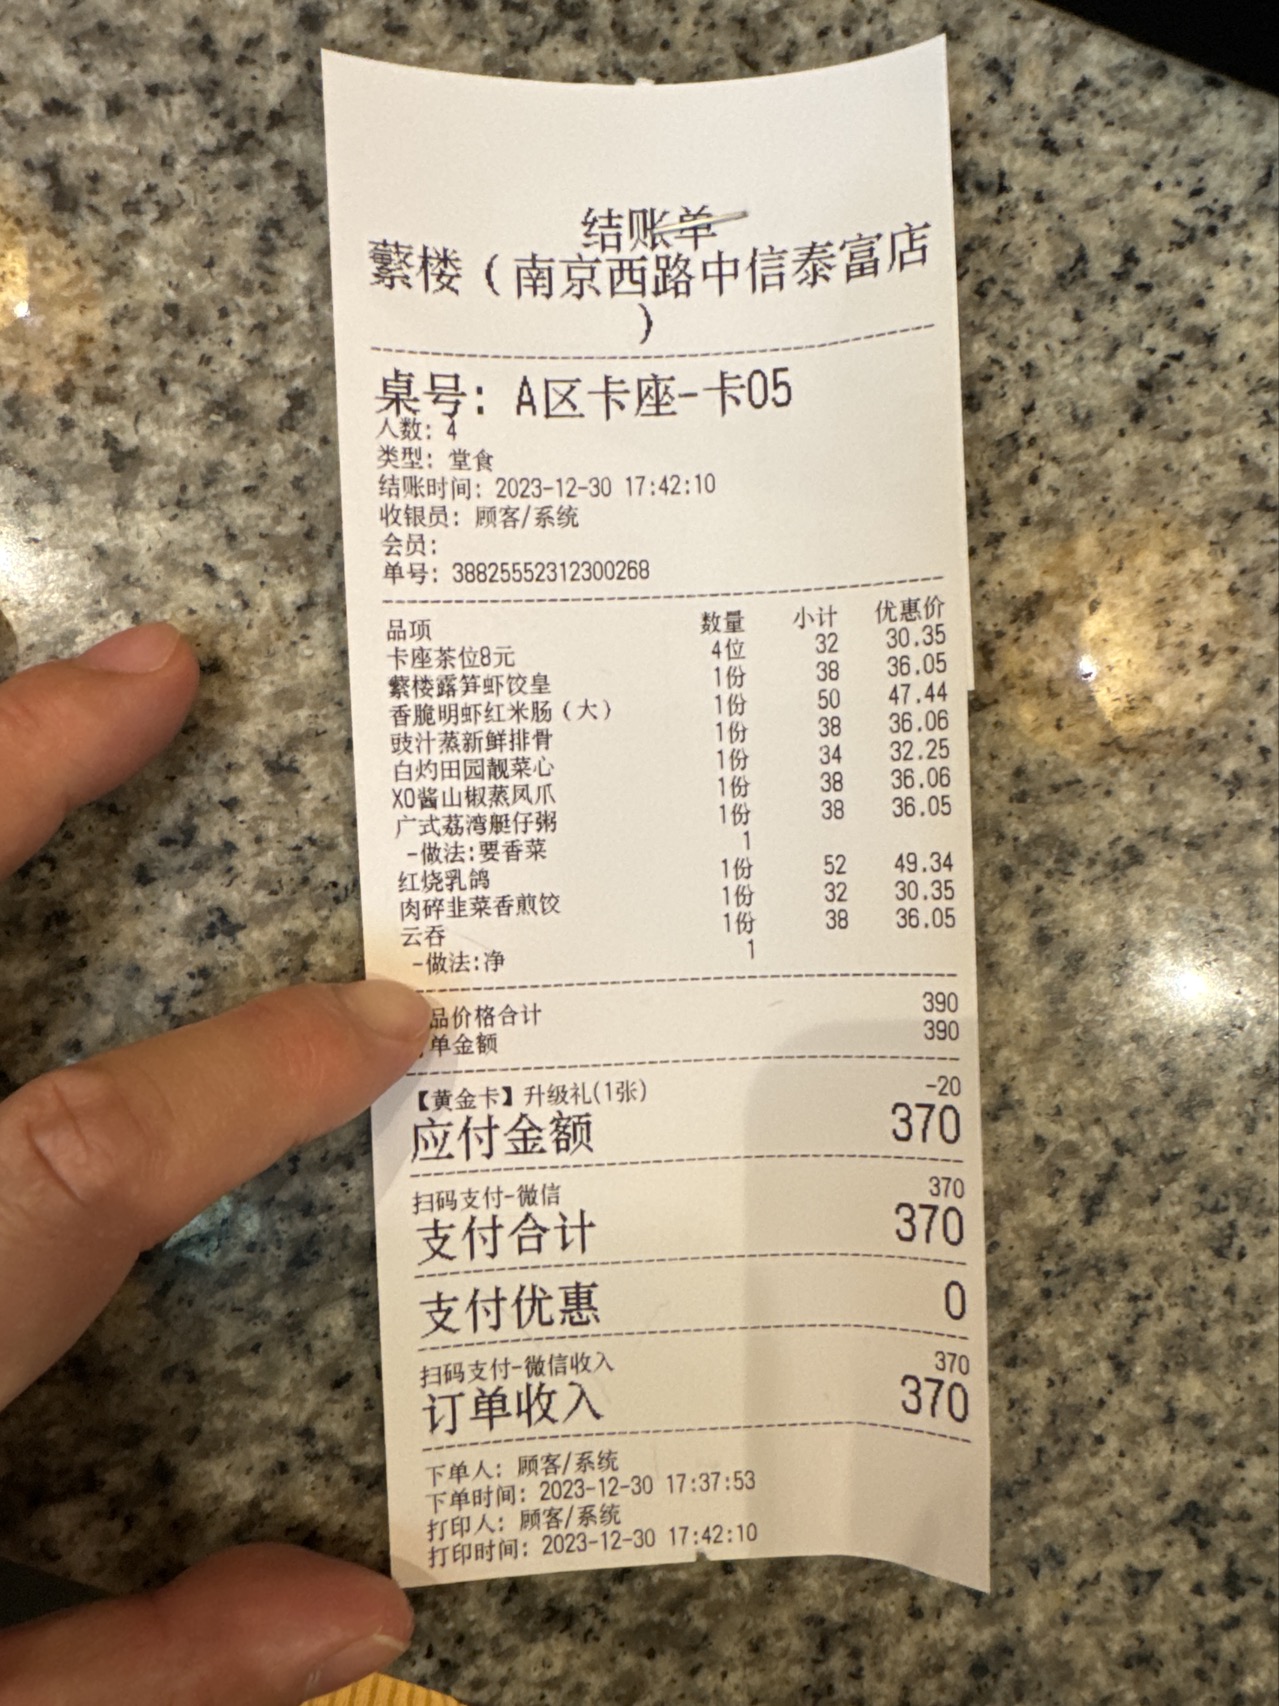 结账单
蘩楼（南京西路中信泰富店
）
桌号：A区卡座-卡05
人数：4
类型：堂食
结账时间：2023-12-30 17:42:10
收银员：顾客/系统
会员：
单号：38825552312300268
品项 数量 小计 优惠价
卡座茶位8元 4位 32 30.35
蘩楼露笋虾饺皇 1份 38 36.05
香脆明虾红米肠（大） 1份 50 47.44
豉汁蒸新鲜排骨 1份 38 36.06
白灼田园靓菜心 1份 34 32.25
XO酱山椒蒸凤爪 1份 38 36.06
广式荔湾艇仔粥 1份 38 36.05
-做法:要香菜 1
红烧乳鸽 1份 52 49.34
肉碎韭菜香煎饺 1份 32 30.35
云吞 1份 38 36.05
-做法:净 1
品价格合计 390
单金额 390
【黄金卡】升级礼(1张) -20
应付金额 370
扫码支付-微信 370
支付合计 370
支付优惠 0
扫码支付-微信收入 370
订单收入 370
下单人：顾客/系统
下单时间：2023-12-30 17:37:53
打印人：顾客/系统
打印时间：2023-12-30 17:42:10